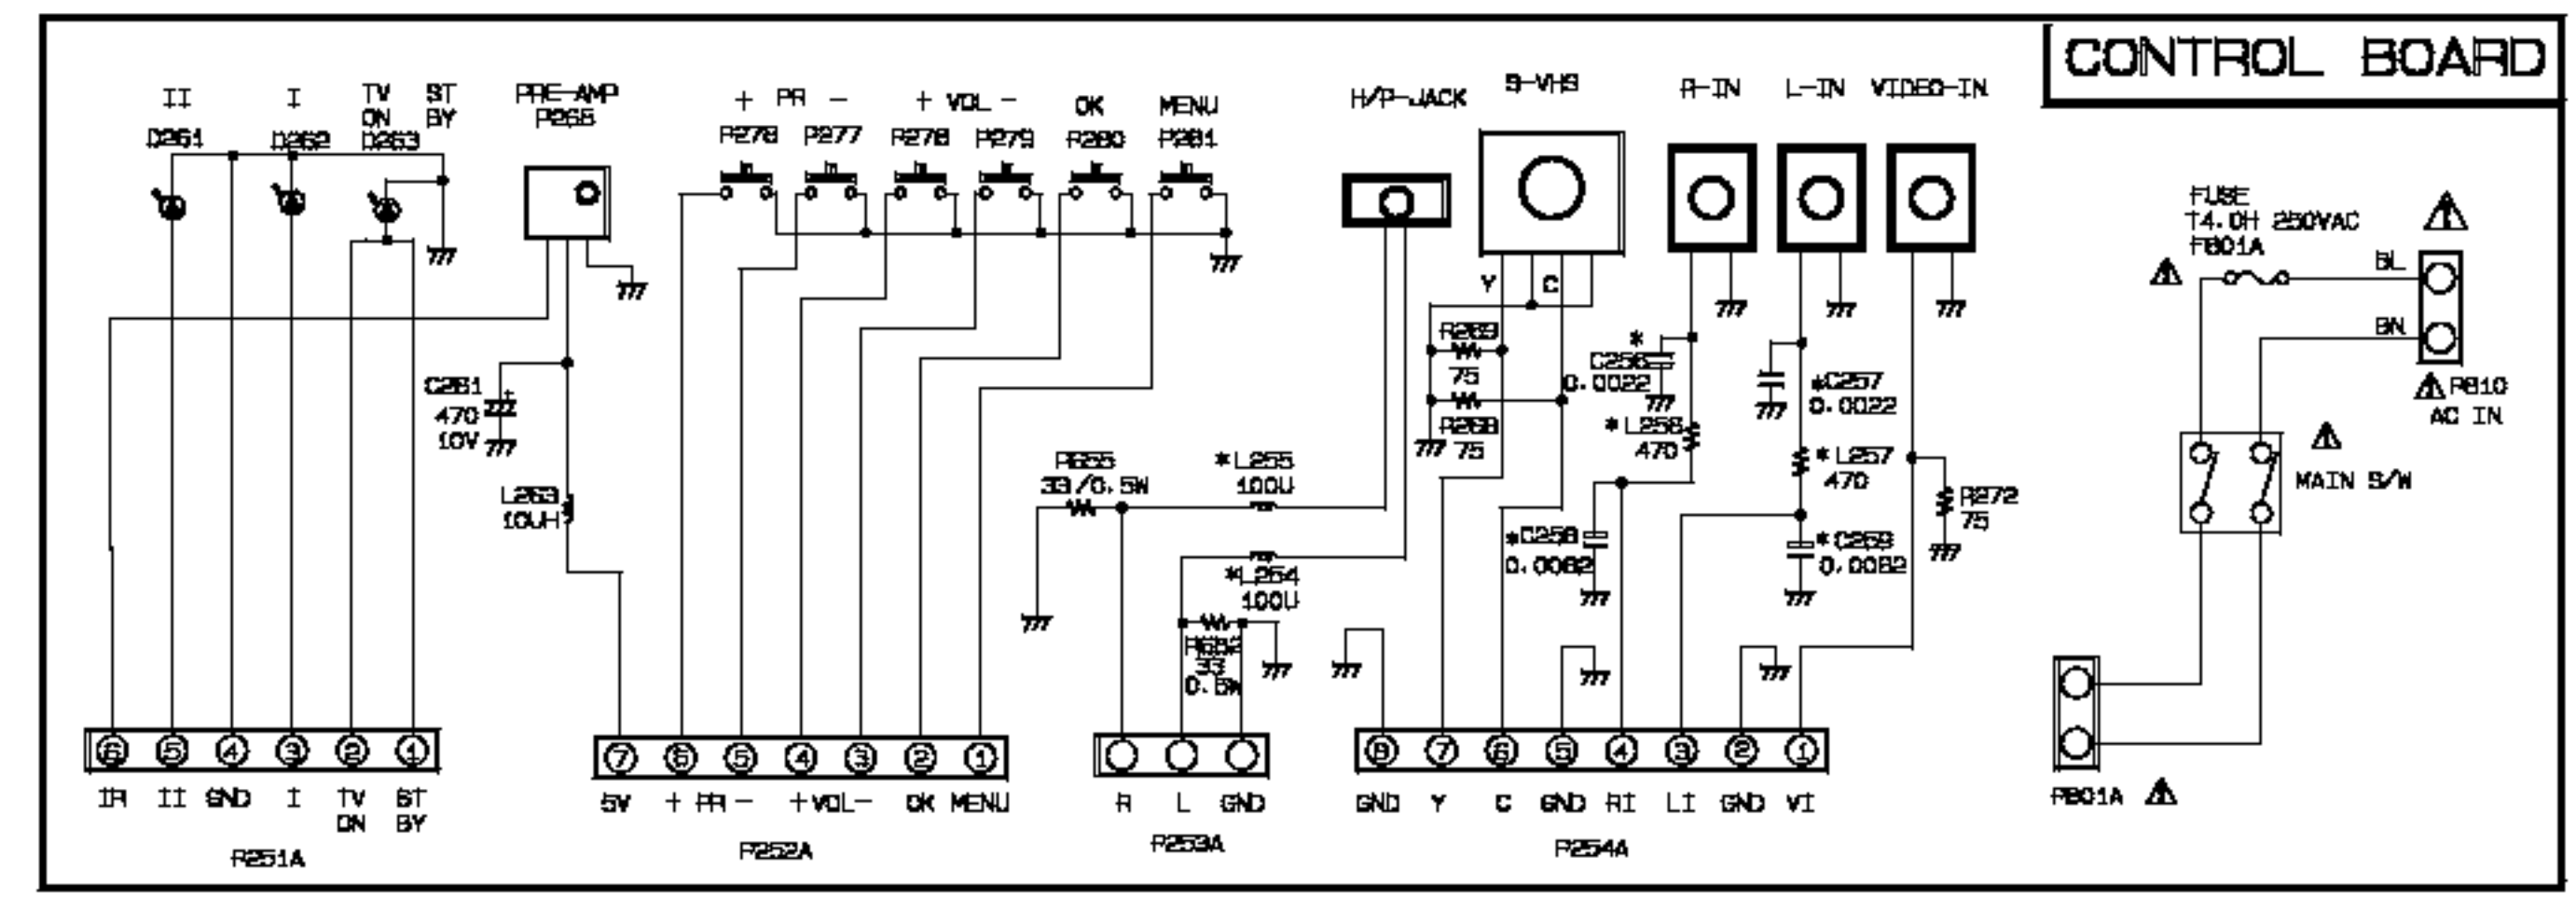 CONTROL BOARD
II
I
TV
ON
ST
BY
D261
D262
D263
PRE-AMP
+ PR -
+ VOL -
OK
MENU
P277
P279
P280
P281
H/P-JACK
S-VHS
R-IN
L-IN
VIDEO-IN
FUSE
T4.0H 250VAC
F801A
BL
BN
P810
AC IN
MAIN S/W
Y
C
R269
75
R268
75
*
C256
0.0022
*C257
0.0022
*L256
470
*L257
470
R272
75
*C258
0.0082
*C259
0.0082
C261
470
10V
L263
10UH
R655
33/0.5W
*L255
100U
*L254
100U
R652
33
0.5W
6
5
4
3
2
1
IR
II
GND
I
TV
ON
ST
BY
P251A
7
6
5
4
3
2
1
5V
+ PR -
+VOL-
OK
MENU
P252A
R
L
GND
P253A
8
7
6
5
4
3
2
1
GND
Y
C
GND
RI
LI
GND
VI
P254A
P801A